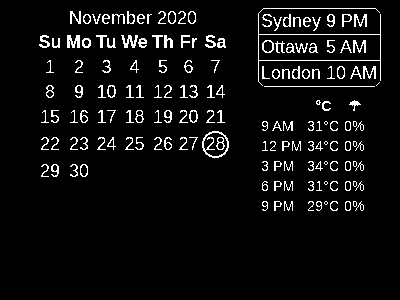 November 2020
Su Mo Tu We Th Fr Sa
1 2 3 4 5 6 7
8 9 10 11 12 13 14
15 16 17 18 19 20 21
22 23 24 25 26 27 28
29 30
Sydney 9 PM
Ottawa 5 AM
London 10 AM
°C ☂
9 AM 31°C 0%
12 PM 34°C 0%
3 PM 34°C 0%
6 PM 31°C 0%
9 PM 29°C 0%